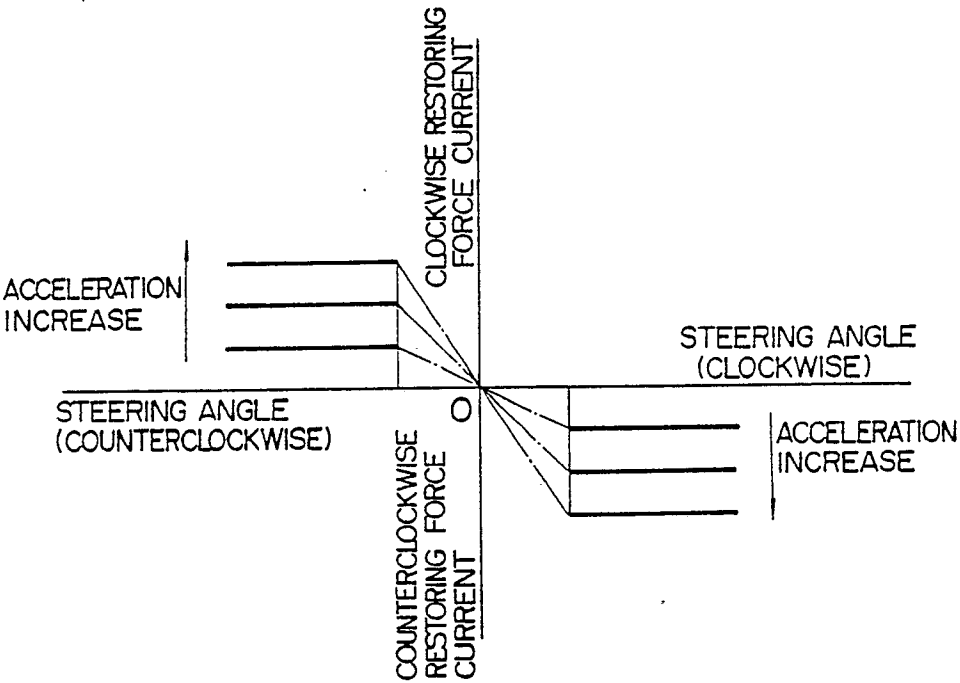 CLOCKWISE RESTORING
FORCE CURRENT
ACCELERATION
INCREASE
STEERING ANGLE
(CLOCKWISE)
STEERING ANGLE
(COUNTERCLOCKWISE)
O
ACCELERATION
INCREASE
COUNTERCLOCKWISE
RESTORING FORCE
CURRENT